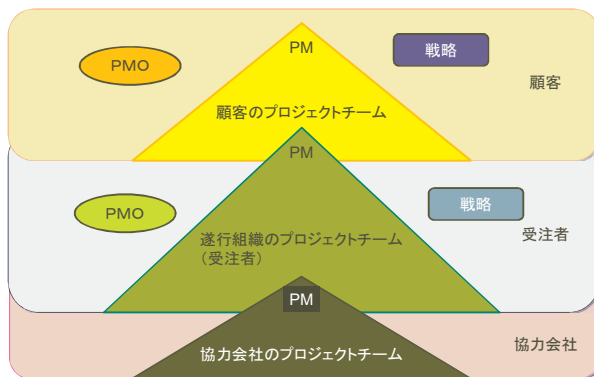 PM
PMO
戦略
顧客
顧客のプロジェクトチーム
PM
PMO
戦略
受注者
遂行組織のプロジェクトチーム
(受注者)
PM
協力会社
協力会社のプロジェクトチーム